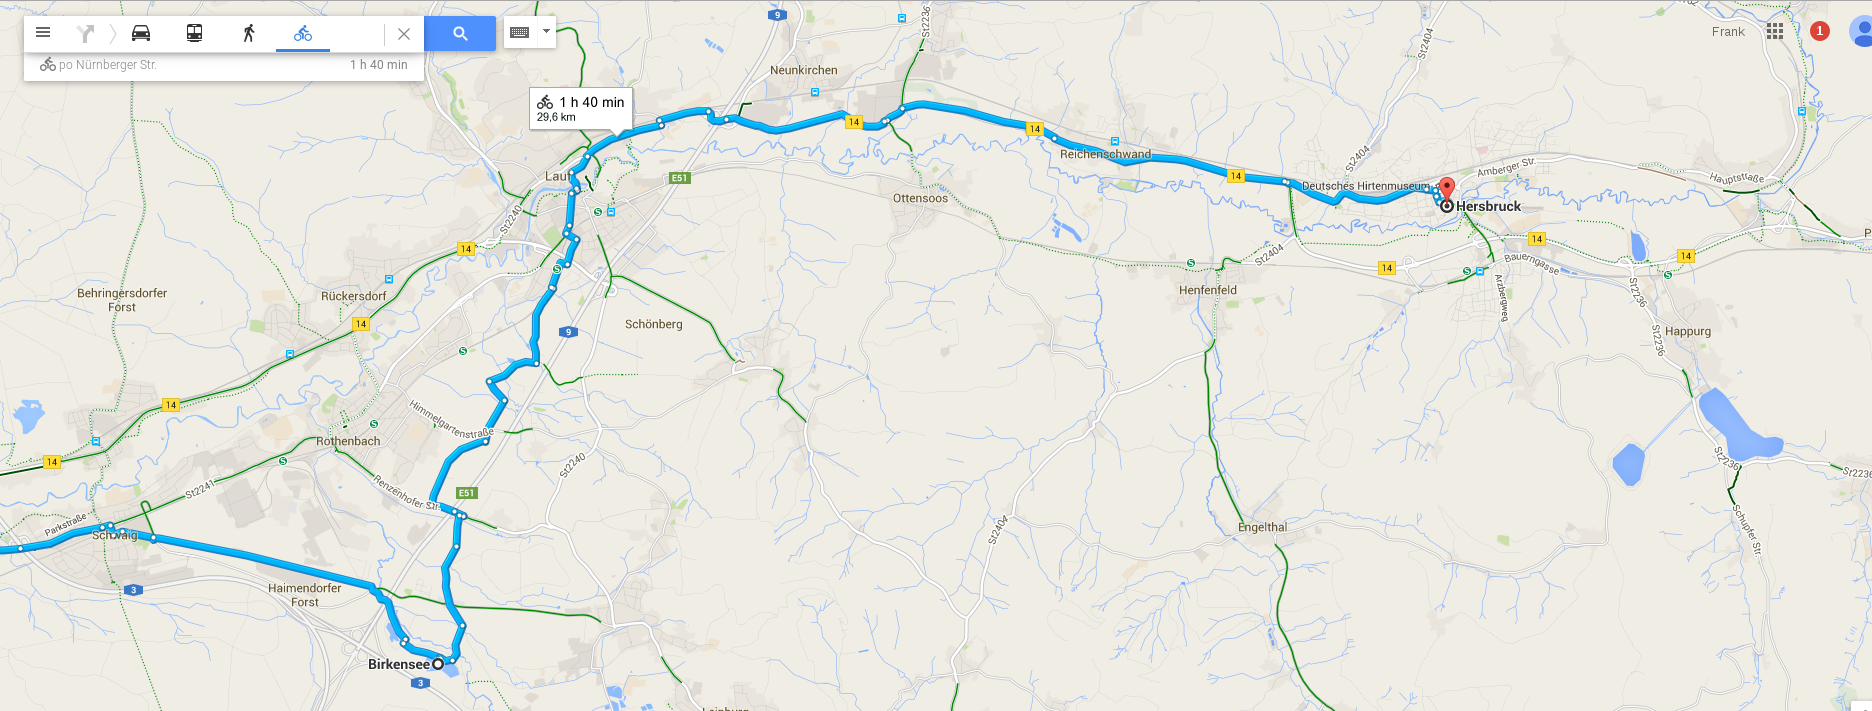 Frank
1
po Nürnberger Str.
1 h 40 min
1 h 40 min
29,6 km
9
St2236
St2404
Neunkirchen
14
14
Reichenschwand
St2404
14
Deutsches Hirtenmuseum
Amberger Str.
Hauptstraße
Hersbruck
Lauf
E51
Ottensoos
St2240
14
14
14
14
St2404
Bauerngasse
Arzbergweg
Henfenfeld
St2236
Happurg
St2236
Behringersdorfer
Forst
Rückersdorf
14
Schönberg
9
14
Himmelgartenstraße
Rothenbach
14
St2241
Renzenhofer Str.
St2240
E51
St2236
St2236
Schupfer Str.
Parkstraße
Schwaig
St2404
Engelthal
3
Haimendorfer
Forst
Birkensee
3
Leinburg